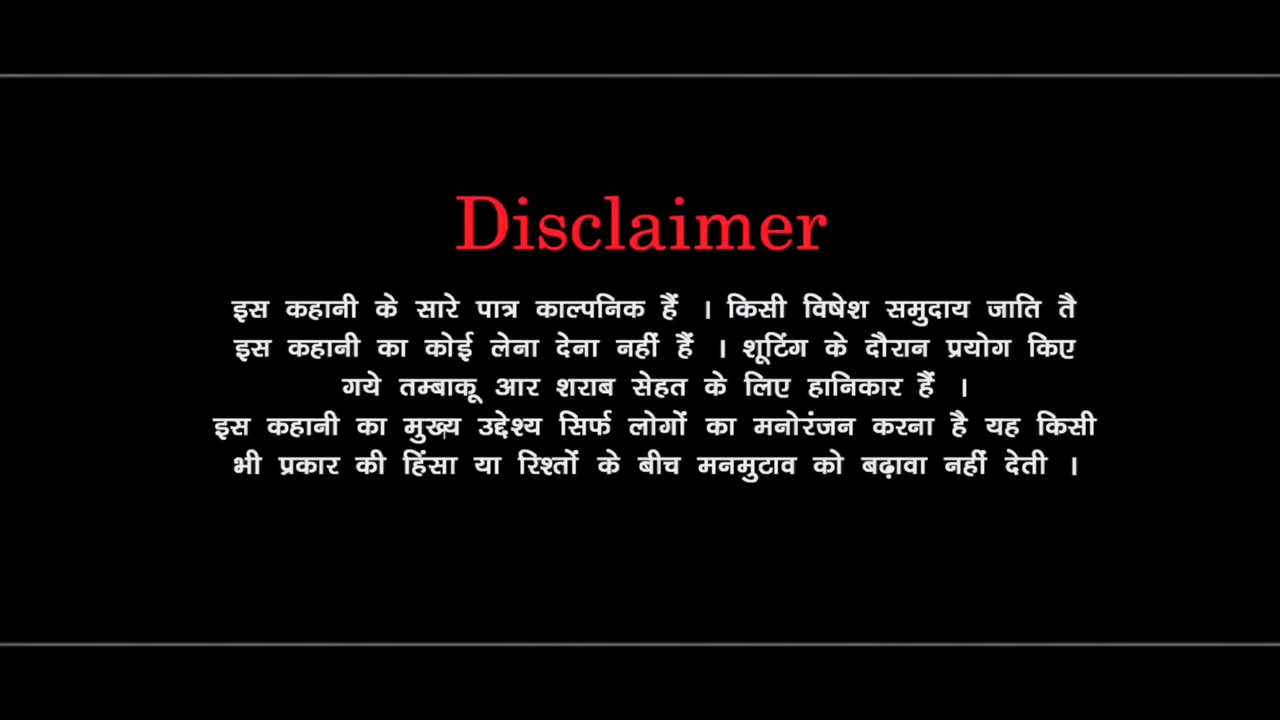 Disclaimer
इस कहानी के सारे पात्र काल्पनिक हैं । किसी विषेश समुदाय जाति तै
इस कहानी का कोई लेना देना नहीं हैं । शूटिंग के दौरान प्रयोग किए
गये तम्बाकू आर शराब सेहत के लिए हानिकार हैं ।
इस कहानी का मुख्य उद्देश्य सिर्फ लोगों का मनोरंजन करना है यह किसी
भी प्रकार की हिंसा या रिश्तों के बीच मनमुटाव को बढ़ावा नहीं देती ।